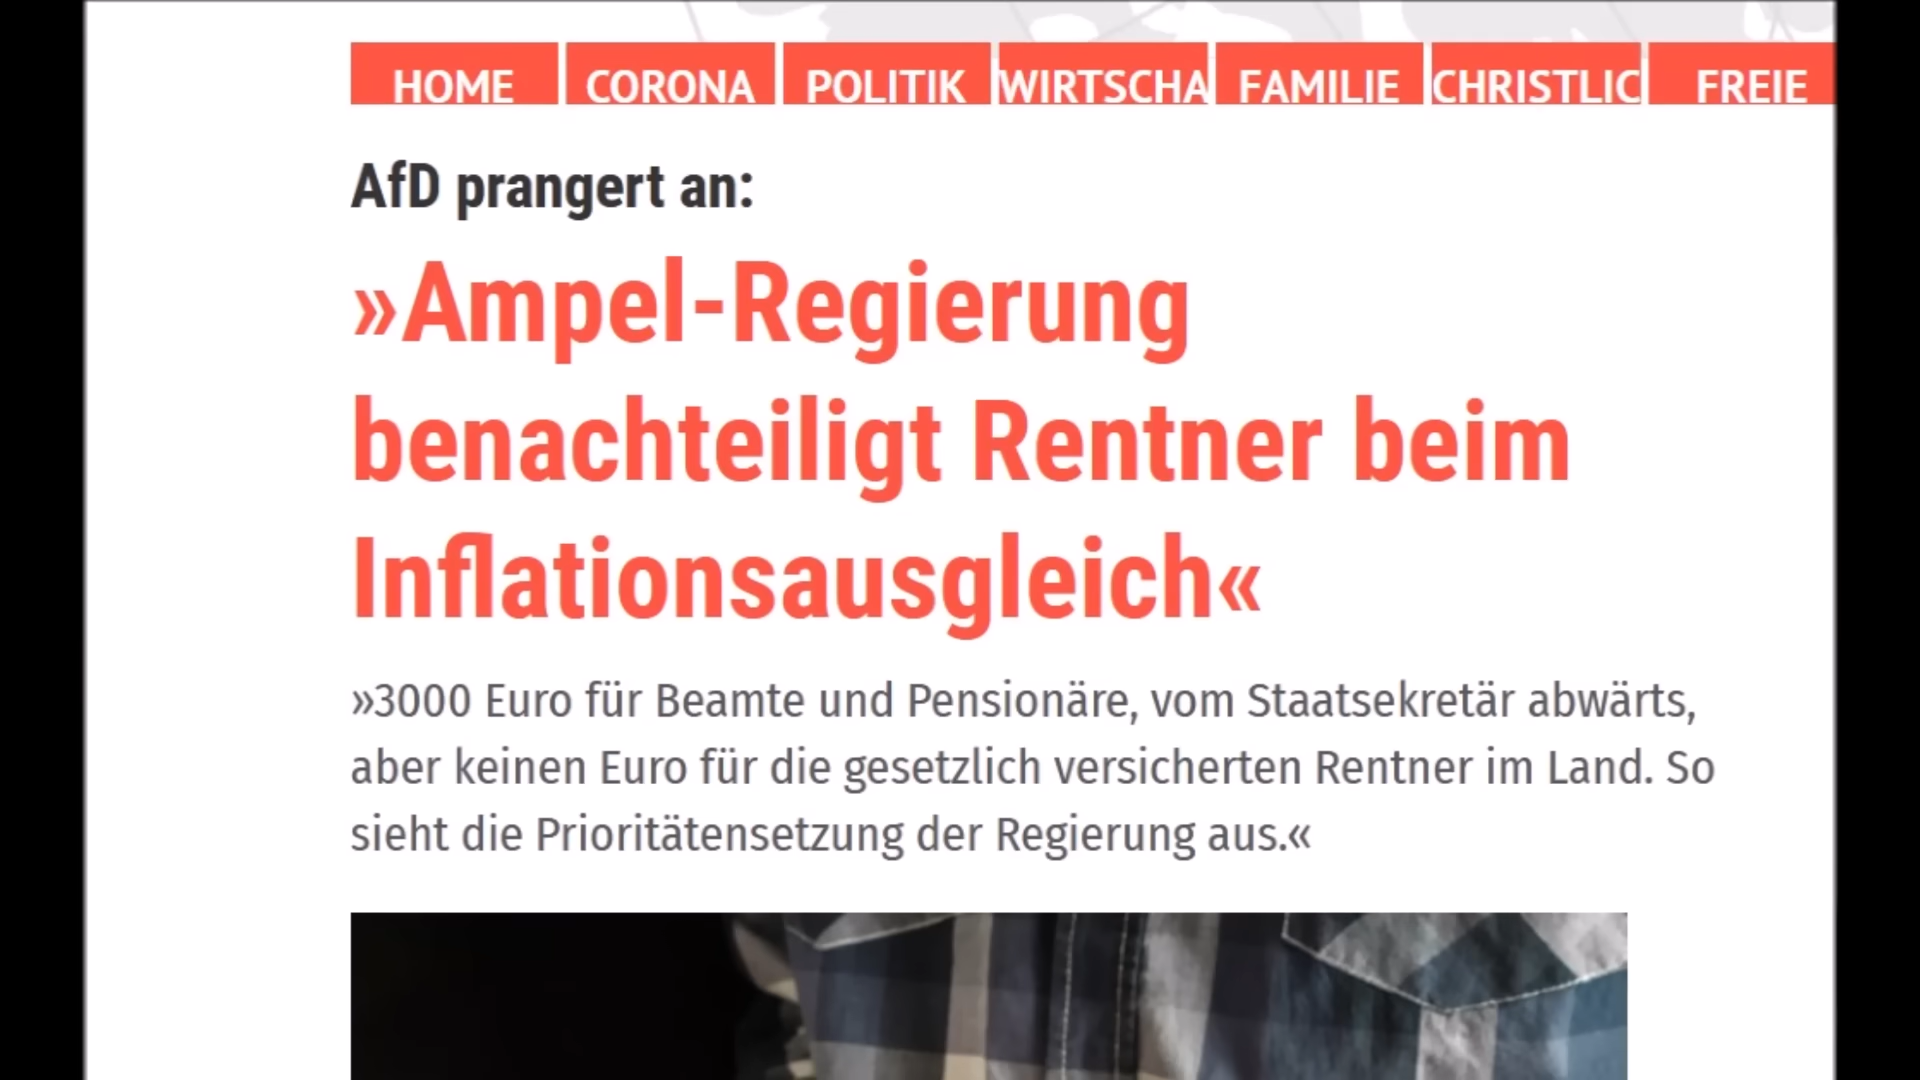 HOME CORONA POLITIK WIRTSCHA FAMILIE CHRISTLIC FREIE
AfD prangert an:
»Ampel-Regierung
benachteiligt Rentner beim
Inflationsausgleich«
»3000 Euro für Beamte und Pensionäre, vom Staatsekretär abwärts,
aber keinen Euro für die gesetzlich versicherten Rentner im Land. So
sieht die Prioritätensetzung der Regierung aus.«